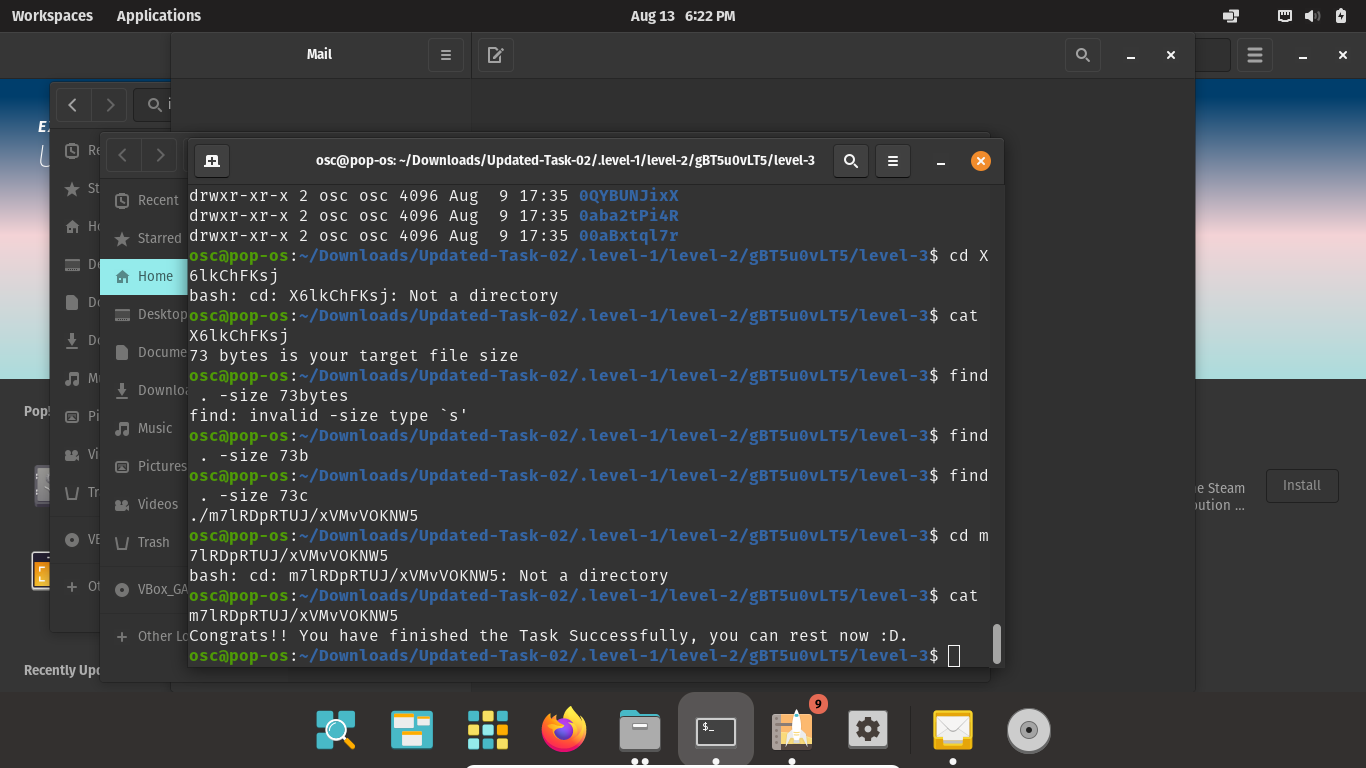 Workspaces Applications Aug 13 6:22 PM
Mail
i
E
Re
St
Ho
De
Do
Do
Mu
Pi
Vi
Tr
VB
Ot
Recent
Starred
Home
Desktop
Docume
Downloa
Music
Pictures
Videos
Trash
VBox_GA
Other Lo
osc@pop-os: ~/Downloads/Updated-Task-02/.level-1/level-2/gBT5u0vLT5/level-3
drwxr-xr-x 2 osc osc 4096 Aug  9 17:35 0QYBUNJixX
drwxr-xr-x 2 osc osc 4096 Aug  9 17:35 0aba2tPi4R
drwxr-xr-x 2 osc osc 4096 Aug  9 17:35 00aBxtql7r
osc@pop-os:~/Downloads/Updated-Task-02/.level-1/level-2/gBT5u0vLT5/level-3$ cd X
6lkChFKsj
bash: cd: X6lkChFKsj: Not a directory
osc@pop-os:~/Downloads/Updated-Task-02/.level-1/level-2/gBT5u0vLT5/level-3$ cat
X6lkChFKsj
73 bytes is your target file size
osc@pop-os:~/Downloads/Updated-Task-02/.level-1/level-2/gBT5u0vLT5/level-3$ find
 . -size 73bytes
find: invalid -size type `s'
osc@pop-os:~/Downloads/Updated-Task-02/.level-1/level-2/gBT5u0vLT5/level-3$ find
 . -size 73b
osc@pop-os:~/Downloads/Updated-Task-02/.level-1/level-2/gBT5u0vLT5/level-3$ find
 . -size 73c
./m7lRDpRTUJ/xVMvVOKNW5
osc@pop-os:~/Downloads/Updated-Task-02/.level-1/level-2/gBT5u0vLT5/level-3$ cd m
7lRDpRTUJ/xVMvVOKNW5
bash: cd: m7lRDpRTUJ/xVMvVOKNW5: Not a directory
osc@pop-os:~/Downloads/Updated-Task-02/.level-1/level-2/gBT5u0vLT5/level-3$ cat
m7lRDpRTUJ/xVMvVOKNW5
Congrats!! You have finished the Task Successfully, you can rest now :D.
osc@pop-os:~/Downloads/Updated-Task-02/.level-1/level-2/gBT5u0vLT5/level-3$
Pop!
Recently Upd
e Steam
ution ...
Install
$_
9